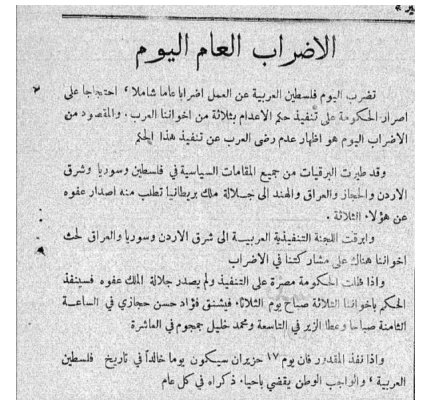 الاضراب العام اليوم
تضرب اليوم فلسطين العربية عن العمل اضرابا عاما شاملا ، احتجاجا على
اصرار الحكومة على تنفيذ حكم الاعدام بثلاثة من اخواننا العرب . والمقصود من
الاضراب اليوم هو اظهار عدم رضى العرب عن تنفيذ هذا الحكم
وقد طيرت البرقيات من جميع المقامات السياسية في فلسطين وسوريا وشرق
الاردن والحجاز والعراق والهند الى جلالة ملك بريطانيا تطلب منه اصدار عفوه
عن هؤلاء الثلاثة .
وابرقت اللجنة التنفيذية العربيـة الى شرق الاردن وسوريا والعراق لحث
اخواننا هناك على مشاركتنا في الاضراب
واذا ظلت الحكومة مصرة على التنفيذ ولم يصدر جلالة الملك عفوه فسينفذ
الحكم باخواننا الثلاثة صباح يوم الثلاثاء فيشنق فؤاد حسن حجازي في الساعـة
الثامنة صباحا وعطا الزير في التاسعة ومحمد خليل جمجوم في العاشرة
واذا نفذ المقدور فان يوم ١٧ حزيران سيكون يوما خالداً في تاريخ فلسطين
العربية ، والواجب الوطن يقضي باحياء ذكراه في كل عام